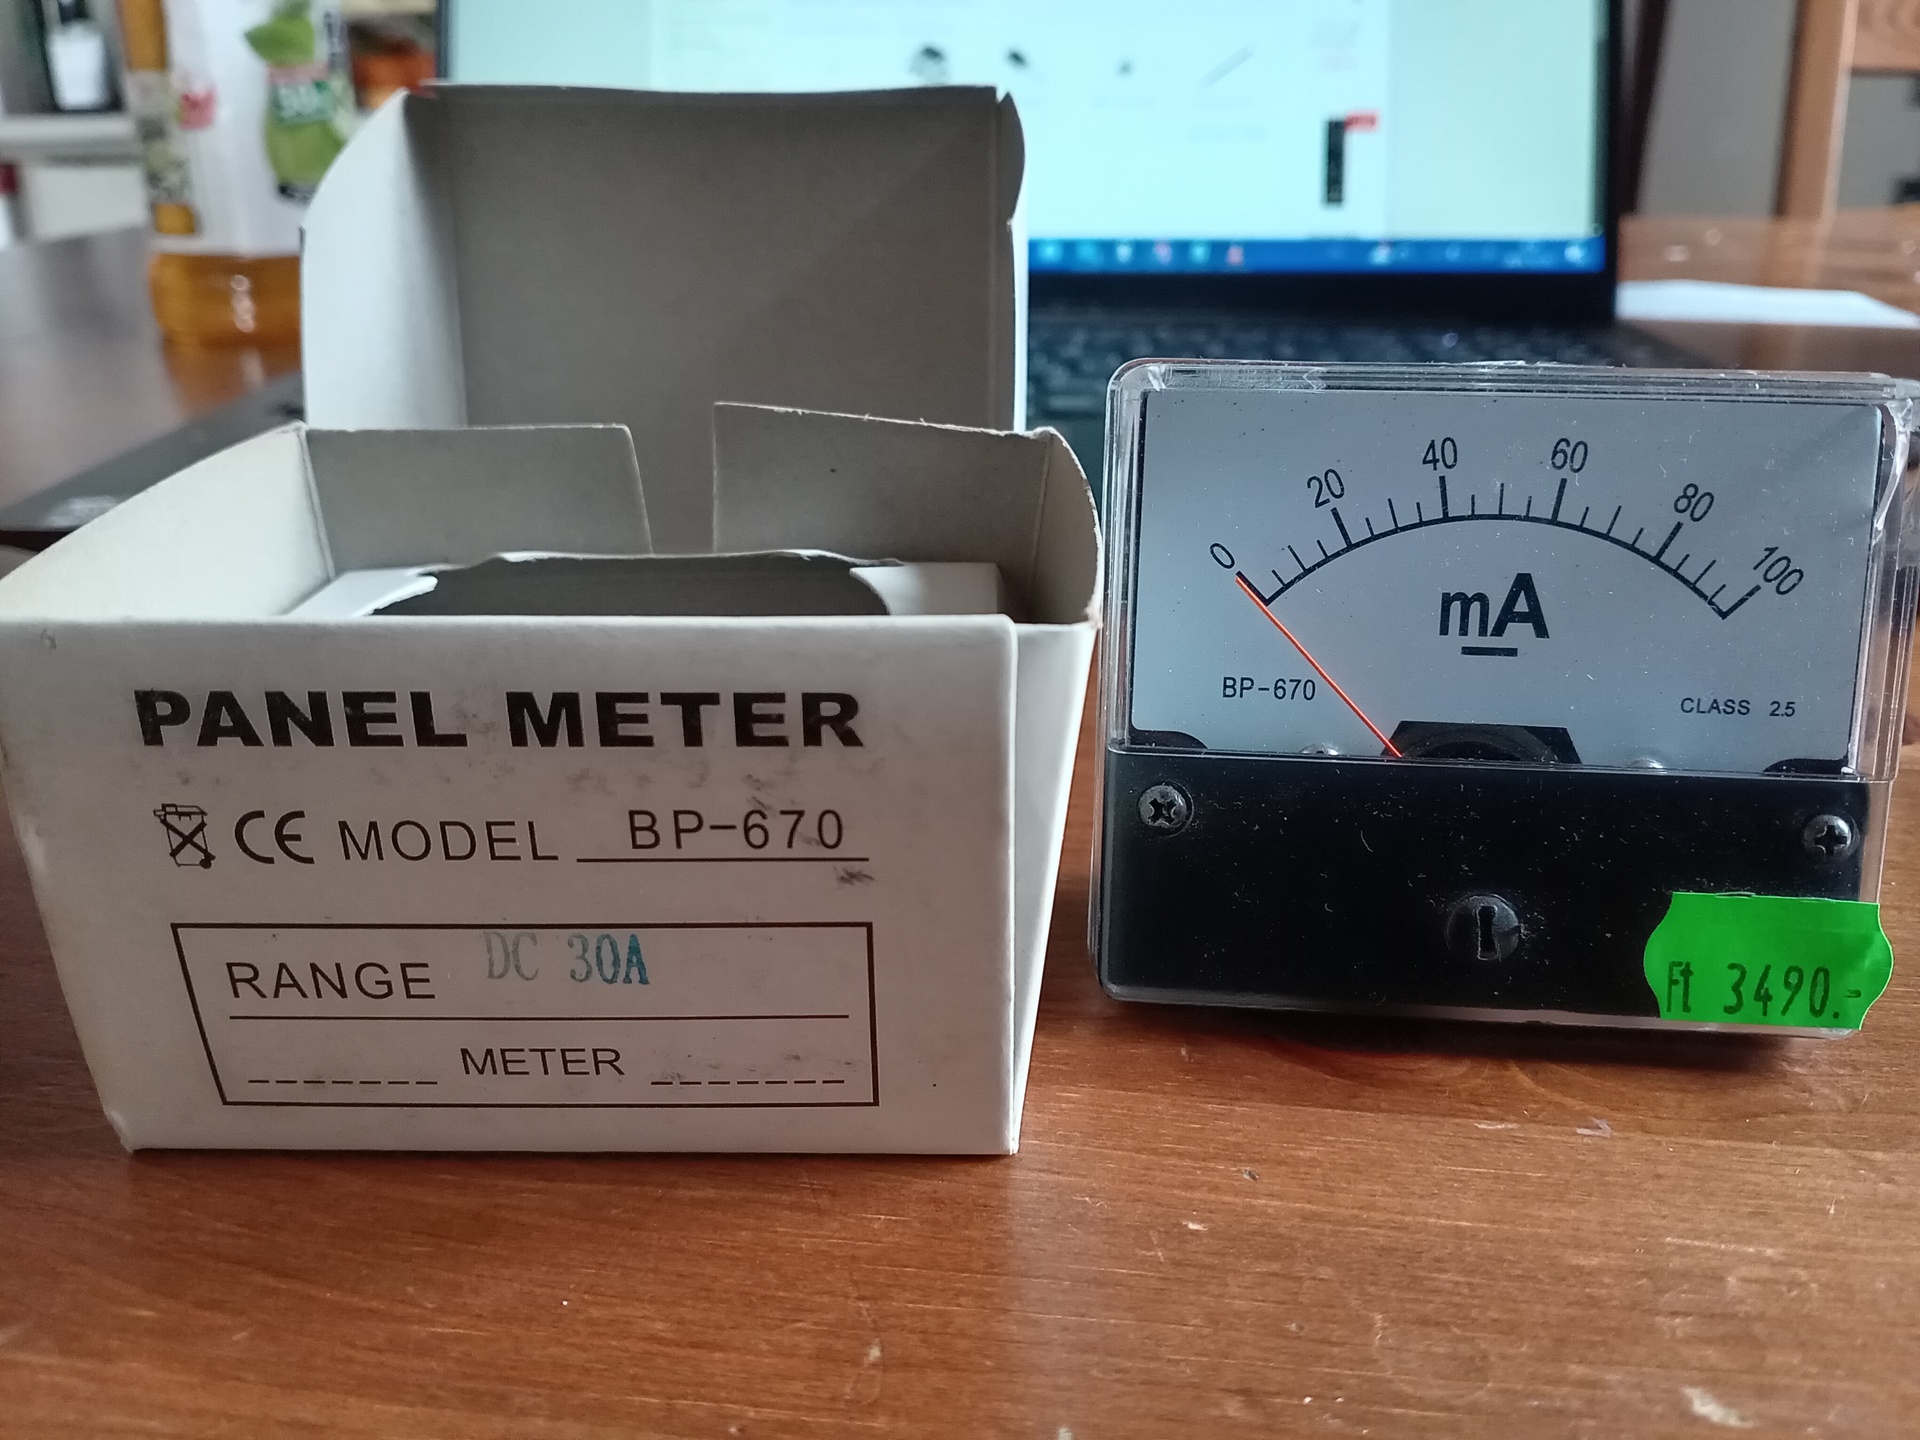 PANEL METER
CE MODEL BP-670
RANGE DC 30A
METER
0 20 40 60 80 100
mA
BP-670
CLASS 2.5
Ft 3490.-